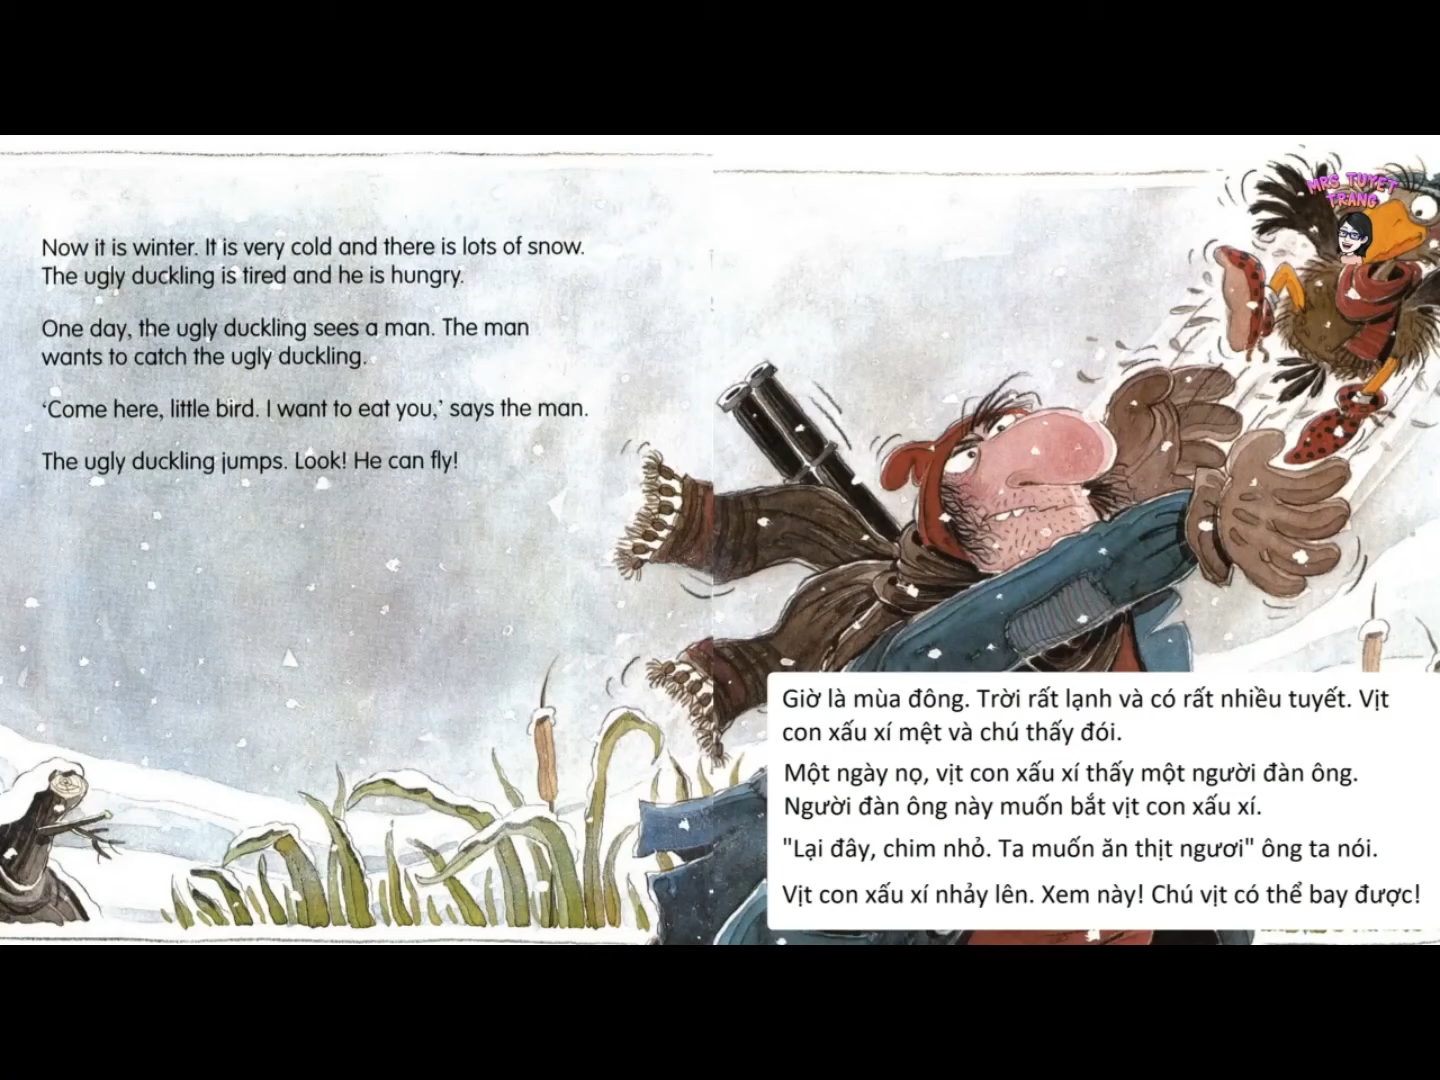 Now it is winter. It is very cold and there is lots of snow.
The ugly duckling is tired and he is hungry.
One day, the ugly duckling sees a man. The man
wants to catch the ugly duckling.
‘Come here, little bird. I want to eat you,’ says the man.
The ugly duckling jumps. Look! He can fly!
MRS TUYET
TRANG
Giờ là mùa đông. Trời rất lạnh và có rất nhiều tuyết. Vịt
con xấu xí mệt và chú thấy đói.
Một ngày nọ, vịt con xấu xí thấy một người đàn ông.
Người đàn ông này muốn bắt vịt con xấu xí.
"Lại đây, chim nhỏ. Ta muốn ăn thịt ngươi" ông ta nói.
Vịt con xấu xí nhảy lên. Xem này! Chú vịt có thể bay được!